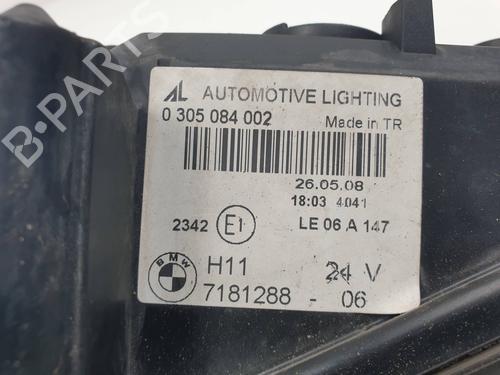 AL AUTOMOTIVE LIGHTING
0 305 084 002 Made in TR
26.05.08
18:03 4041
2342 E1 LE 06 A 147
BMW H11 24 V
7181288 - 06
B-PARTS